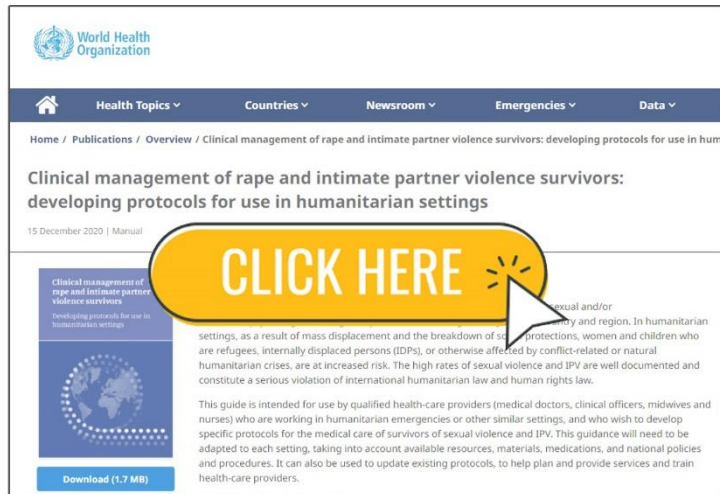 World Health
Organization
Health Topics
Countries
Newsroom
Emergencies
Data
Home / Publications / Overview / Clinical management of rape and intimate partner violence survivors: developing protocols for use in hum
Clinical management of rape and intimate partner violence survivors:
developing protocols for use in humanitarian settings
15 December 2020 | Manual
CLICK HERE
Clinical management of
rape and intimate partner
violence survivors
Developing protocols for use in
humanitarian settings
sexual and/or
and region. In humanitarian
settings, as a result of mass displacement and the breakdown of protections, women and children who
are refugees, internally displaced persons (IDPs), or otherwise affected by conflict-related or natural
humanitarian crises, are at increased risk. The high rates of sexual violence and IPV are well documented and
constitute a serious violation of international humanitarian law and human rights law.
This guide is intended for use by qualified health-care providers (medical doctors, clinical officers, midwives and
nurses) who are working in humanitarian emergencies or other similar settings, and who wish to develop
specific protocols for the medical care of survivors of sexual violence and IPV. This guidance will need to be
adapted to each setting, taking into account available resources, materials, medications, and national policies
and procedures. It can also be used to update existing protocols, to help plan and provide services and train
health-care providers.
Download (1.7 MB)